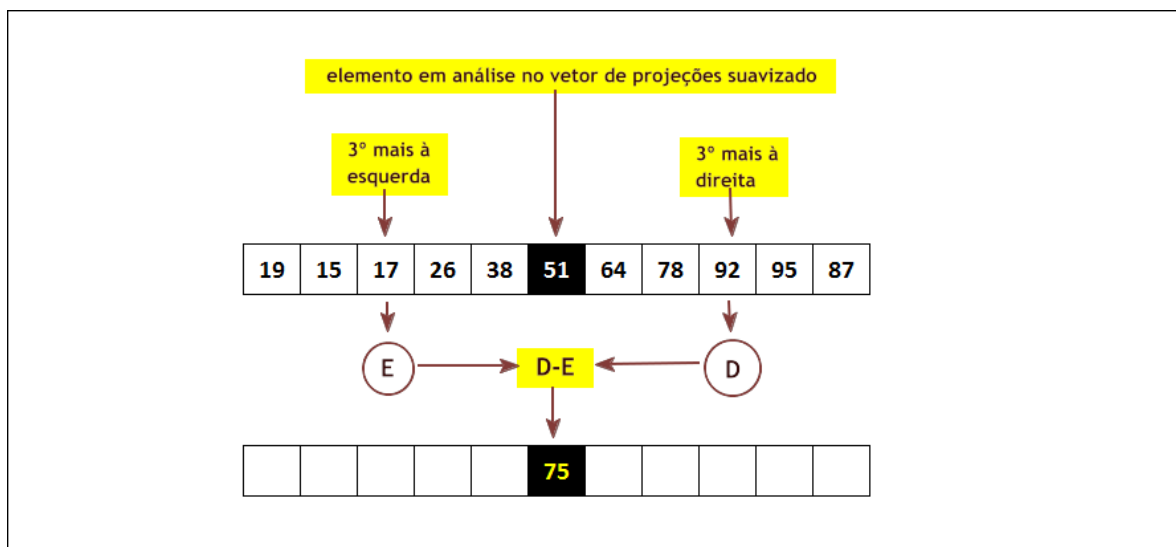 elemento em análise no vetor de projeções suavizado
3º mais à
esquerda
3º mais à
direita
19 15 17 26 38 51 64 78 92 95 87
E D-E D
75